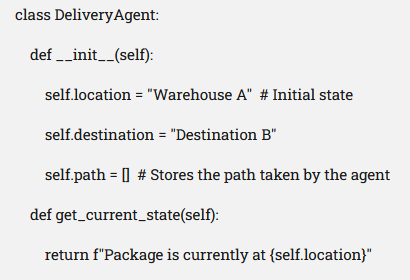 class DeliveryAgent:
def __init__(self):
self.location = "Warehouse A"  # Initial state
self.destination = "Destination B"
self.path = []  # Stores the path taken by the agent
def get_current_state(self):
return f"Package is currently at {self.location}"